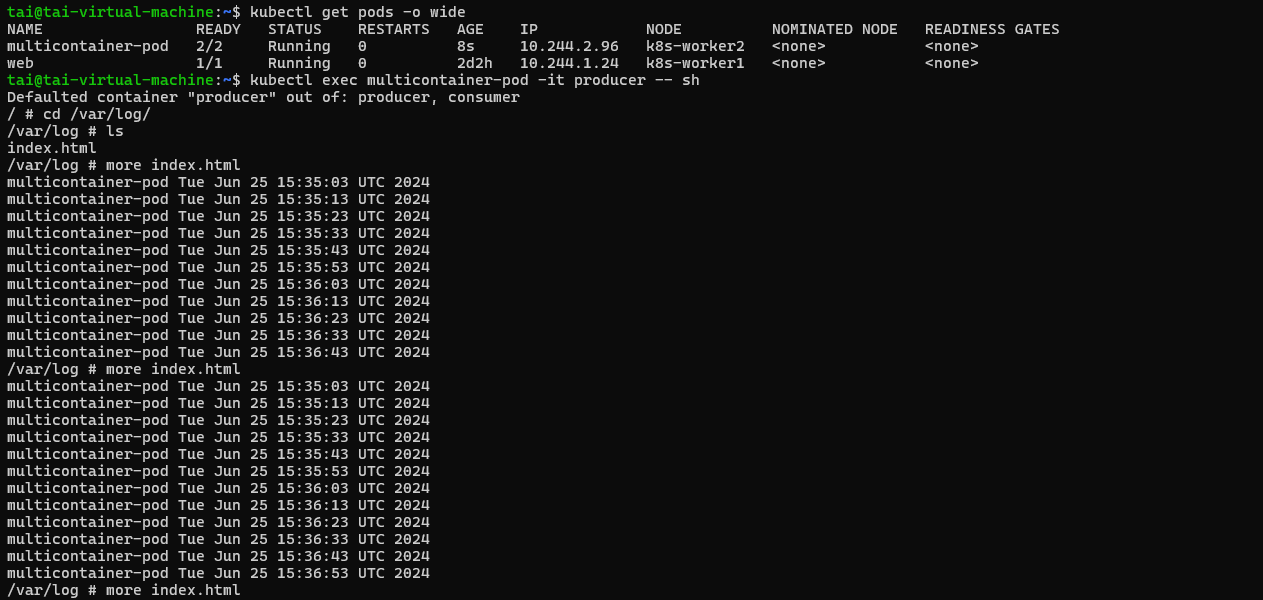 tai@tai-virtual-machine:~$ kubectl get pods -o wide
NAME                 READY   STATUS    RESTARTS   AGE    IP            NODE          NOMINATED NODE   READINESS GATES
multicontainer-pod   2/2     Running   0          8s     10.244.2.96   k8s-worker2   <none>           <none>
web                  1/1     Running   0          2d2h   10.244.1.24   k8s-worker1   <none>           <none>
tai@tai-virtual-machine:~$ kubectl exec multicontainer-pod -it producer -- sh
Defaulted container "producer" out of: producer, consumer
/ # cd /var/log/
/var/log # ls
index.html
/var/log # more index.html
multicontainer-pod Tue Jun 25 15:35:03 UTC 2024
multicontainer-pod Tue Jun 25 15:35:13 UTC 2024
multicontainer-pod Tue Jun 25 15:35:23 UTC 2024
multicontainer-pod Tue Jun 25 15:35:33 UTC 2024
multicontainer-pod Tue Jun 25 15:35:43 UTC 2024
multicontainer-pod Tue Jun 25 15:35:53 UTC 2024
multicontainer-pod Tue Jun 25 15:36:03 UTC 2024
multicontainer-pod Tue Jun 25 15:36:13 UTC 2024
multicontainer-pod Tue Jun 25 15:36:23 UTC 2024
multicontainer-pod Tue Jun 25 15:36:33 UTC 2024
multicontainer-pod Tue Jun 25 15:36:43 UTC 2024
/var/log # more index.html
multicontainer-pod Tue Jun 25 15:35:03 UTC 2024
multicontainer-pod Tue Jun 25 15:35:13 UTC 2024
multicontainer-pod Tue Jun 25 15:35:23 UTC 2024
multicontainer-pod Tue Jun 25 15:35:33 UTC 2024
multicontainer-pod Tue Jun 25 15:35:43 UTC 2024
multicontainer-pod Tue Jun 25 15:35:53 UTC 2024
multicontainer-pod Tue Jun 25 15:36:03 UTC 2024
multicontainer-pod Tue Jun 25 15:36:13 UTC 2024
multicontainer-pod Tue Jun 25 15:36:23 UTC 2024
multicontainer-pod Tue Jun 25 15:36:33 UTC 2024
multicontainer-pod Tue Jun 25 15:36:43 UTC 2024
multicontainer-pod Tue Jun 25 15:36:53 UTC 2024
/var/log # more index.html